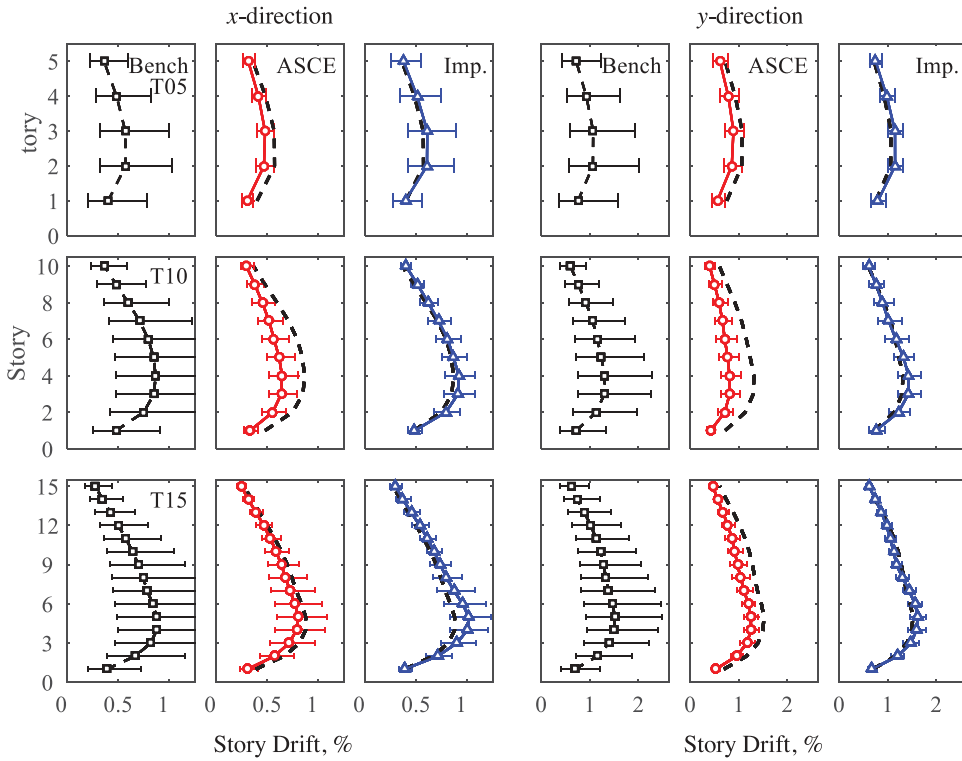 x-direction y-direction
Bench ASCE Imp. Bench ASCE Imp.
T05
5
4
3
2
1
0
tory
T10
10
8
6
4
2
0
Story
T15
15
12
9
6
3
0
0 0.5 1 0 0.5 1 0 0.5 1 0 1 2 0 1 2 0 1 2
Story Drift, % Story Drift, %